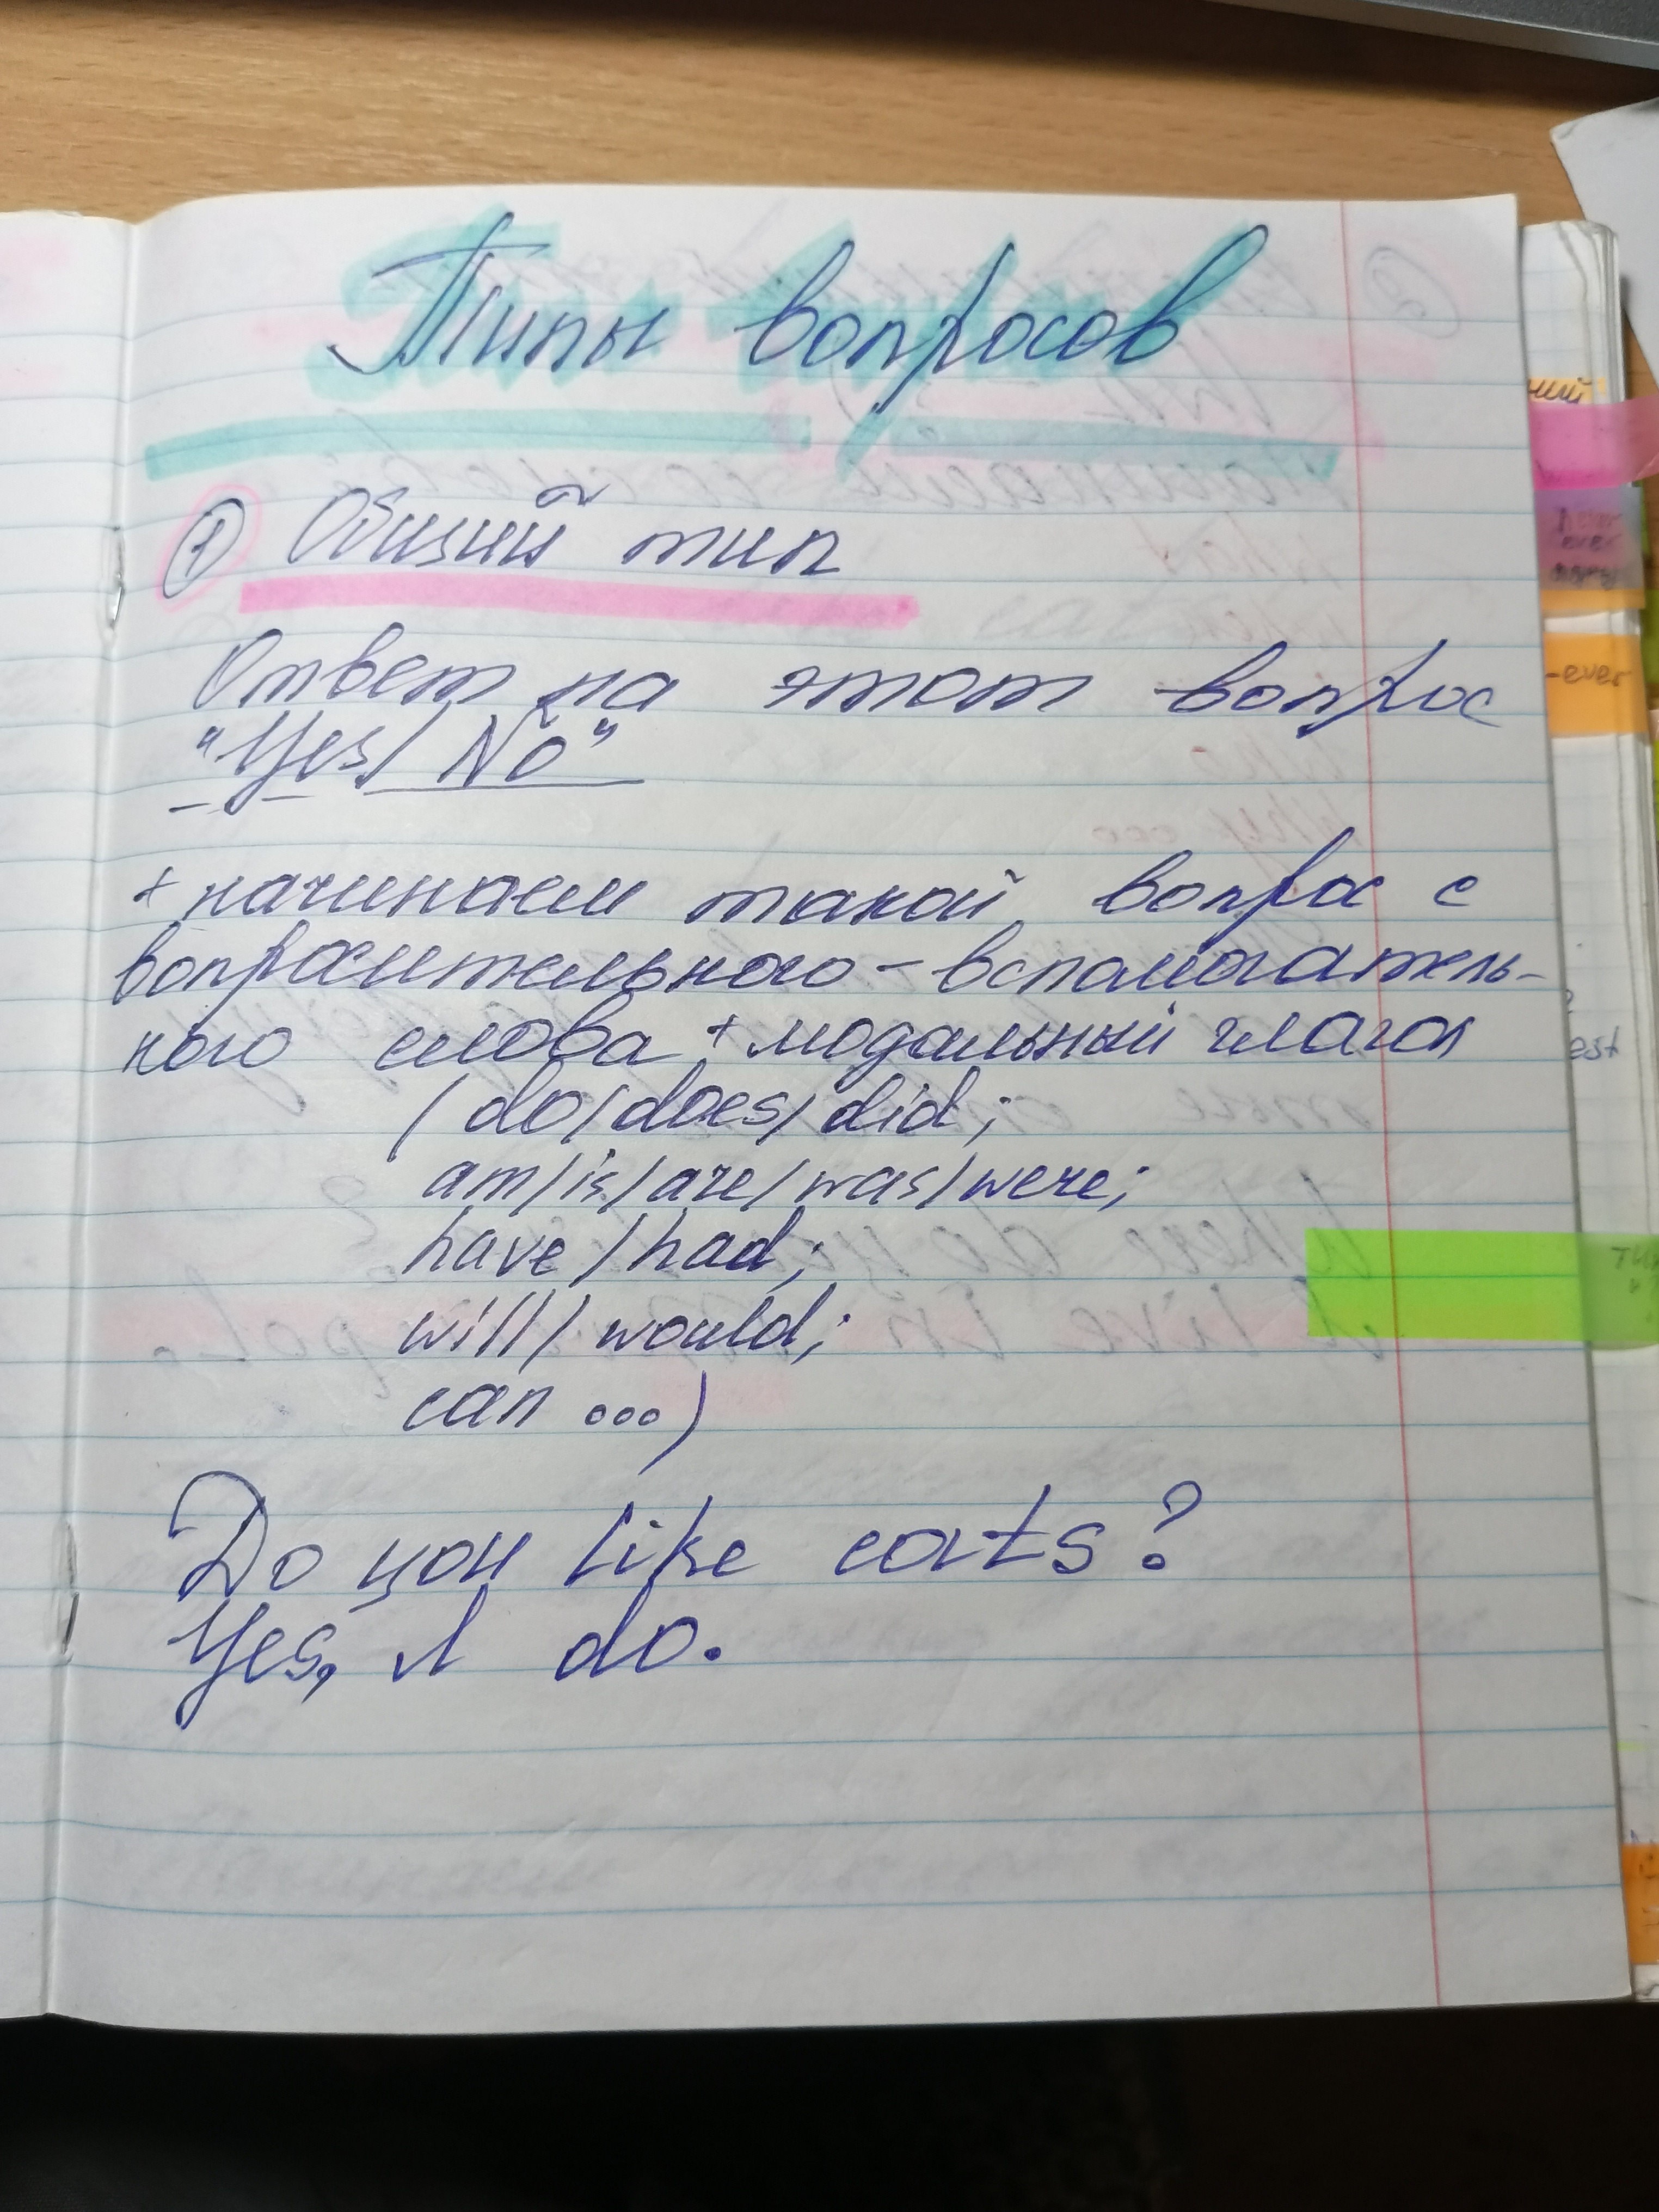 Типы вопросов
① Общий тип
Ответ на этот вопрос
"Yes/ No"
+ начинаем такой вопрос с
вопросительного - вспомогатель-
ного слова + модальный глагол
( do/does/did;
am/is/are/was/were;
have/had;
will/would;
can ...)
Do you like cats?
Yes, I do.
-ever
est